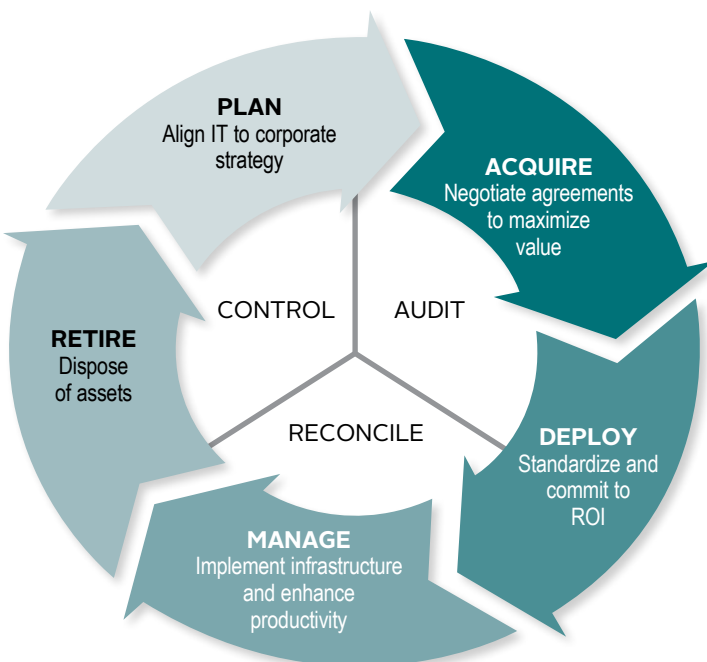 PLAN
Align IT to corporate
strategy
ACQUIRE
Negotiate agreements
to maximize
value
CONTROL
AUDIT
RETIRE
Dispose
of assets
RECONCILE
DEPLOY
Standardize and
commit to
ROI
MANAGE
Implement infrastructure
and enhance
productivity